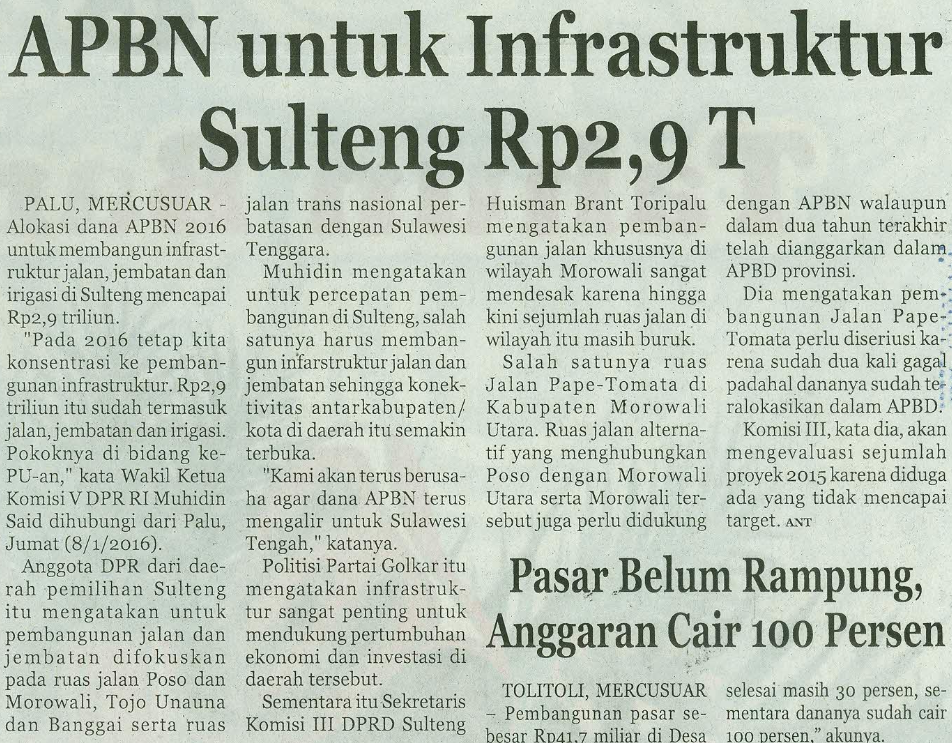 APBN untuk Infrastruktur
Sulteng Rp2,9 T
PALU, MERCUSUAR -
Alokasi dana APBN 2016
untuk membangun infrast-
ruktur jalan, jembatan dan
irigasi di Sulteng mencapai
Rp2,9 triliun.
"Pada 2016 tetap kita
konsentrasi ke pemban-
gunan infrastruktur. Rp2,9
triliun itu sudah termasuk
jalan, jembatan dan irigasi.
Pokoknya di bidang ke-
PU-an," kata Wakil Ketua
Komisi V DPR RI Muhidin
Said dihubungi dari Palu,
Jumat (8/1/2016).
Anggota DPR dari dae-
rah pemilihan Sulteng
itu mengatakan untuk
pembangunan jalan dan
jembatan difokuskan
pada ruas jalan Poso dan
Morowali, Tojo Unauna
dan Banggai serta ruas
jalan trans nasional per-
batasan dengan Sulawesi
Tenggara.
Muhidin mengatakan
untuk percepatan pem-
bangunan di Sulteng, salah
satunya harus memban-
gun infarstruktur jalan dan
jembatan sehingga konek-
tivitas antarkabupaten/
kota di daerah itu semakin
terbuka.
"Kami akan terus berusa-
ha agar dana APBN terus
mengalir untuk Sulawesi
Tengah," katanya.
Politisi Partai Golkar itu
mengatakan infrastruk-
tur sangat penting untuk
mendukung pertumbuhan
ekonomi dan investasi di
daerah tersebut.
Sementara itu Sekretaris
Komisi III DPRD Sulteng
Huisman Brant Toripalu
mengatakan pemban-
gunan jalan khususnya di
wilayah Morowali sangat
mendesak karena hingga
kini sejumlah ruas jalan di
wilayah itu masih buruk.
Salah satunya ruas
Jalan Pape-Tomata di
Kabupaten Morowali
Utara. Ruas jalan alterna-
tif yang menghubungkan
Poso dengan Morowali
Utara serta Morowali ter-
sebut juga perlu didukung
dengan APBN walaupun
dalam dua tahun terakhir
telah dianggarkan dalam
APBD provinsi.
Dia mengatakan pem-
bangunan Jalan Pape-
Tomata perlu diseriusi ka-
rena sudah dua kali gagal
padahal dananya sudah te-
ralokasikan dalam APBD.
Komisi III, kata dia, akan
mengevaluasi sejumlah
proyek 2015 karena diduga
ada yang tidak mencapai
target. ANT
Pasar Belum Rampung,
Anggaran Cair 100 Persen
TOLITOLI, MERCUSUAR
– Pembangunan pasar se-
besar Rp41,7 miliar di Desa
selesai masih 30 persen, se-
mentara dananya sudah cair
100 persen," akunya.